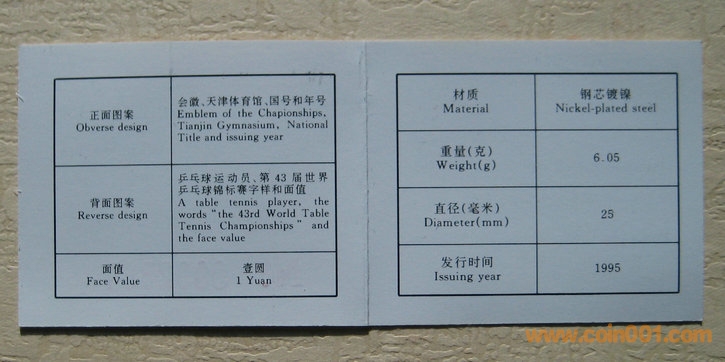 正面图案
Obverse design
会徽、天津体育馆、国号和年号
Emblem of the Chapionships,
Tianjin Gymnasium, National
Title and issuing year
背面图案
Reverse design
乒乓球运动员、第 43 届世界
乒乓球锦标赛字样和面值
A table tennis player, the
words "the 43rd World Table
Tennis Championships" and
the face value
面值
Face Value
壹圆
1 Yuan
材质
Material
钢芯镀镍
Nickel-plated steel
重量(克)
Weight(g)
6.05
直径(毫米)
Diameter(mm)
25
发行时间
Issuing year
1995
www.coin001.com